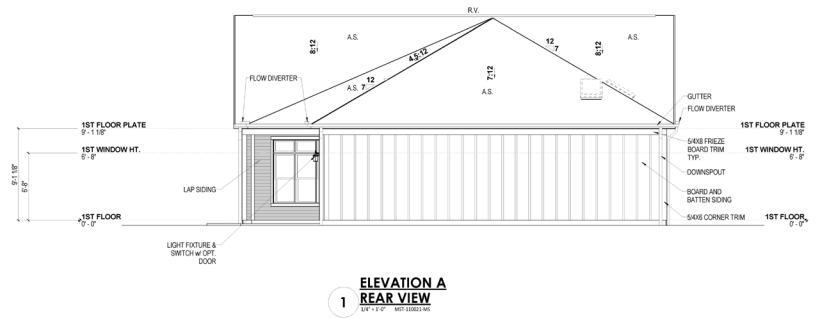 R.V.
A.S.
A.S.
8:12
4.5:12
12
7
8:12
12
7
A.S.
7:12
A.S.
FLOW DIVERTER
GUTTER
FLOW DIVERTER
1ST FLOOR PLATE
9' - 1 1/8"
1ST FLOOR PLATE
9' - 1 1/8"
5/4X8 FRIEZE
BOARD TRIM
TYP.
1ST WINDOW HT.
6' - 8"
1ST WINDOW HT.
6' - 8"
9'-1 1/8"
6'-8"
DOWNSPOUT
LAP SIDING
BOARD AND
BATTEN SIDING
1ST FLOOR
0' - 0"
5/4X6 CORNER TRIM
1ST FLOOR
0' - 0"
LIGHT FIXTURE &
SWITCH w/ OPT.
DOOR
1
ELEVATION A
REAR VIEW
1/4" = 1'-0" MST-110021-MS